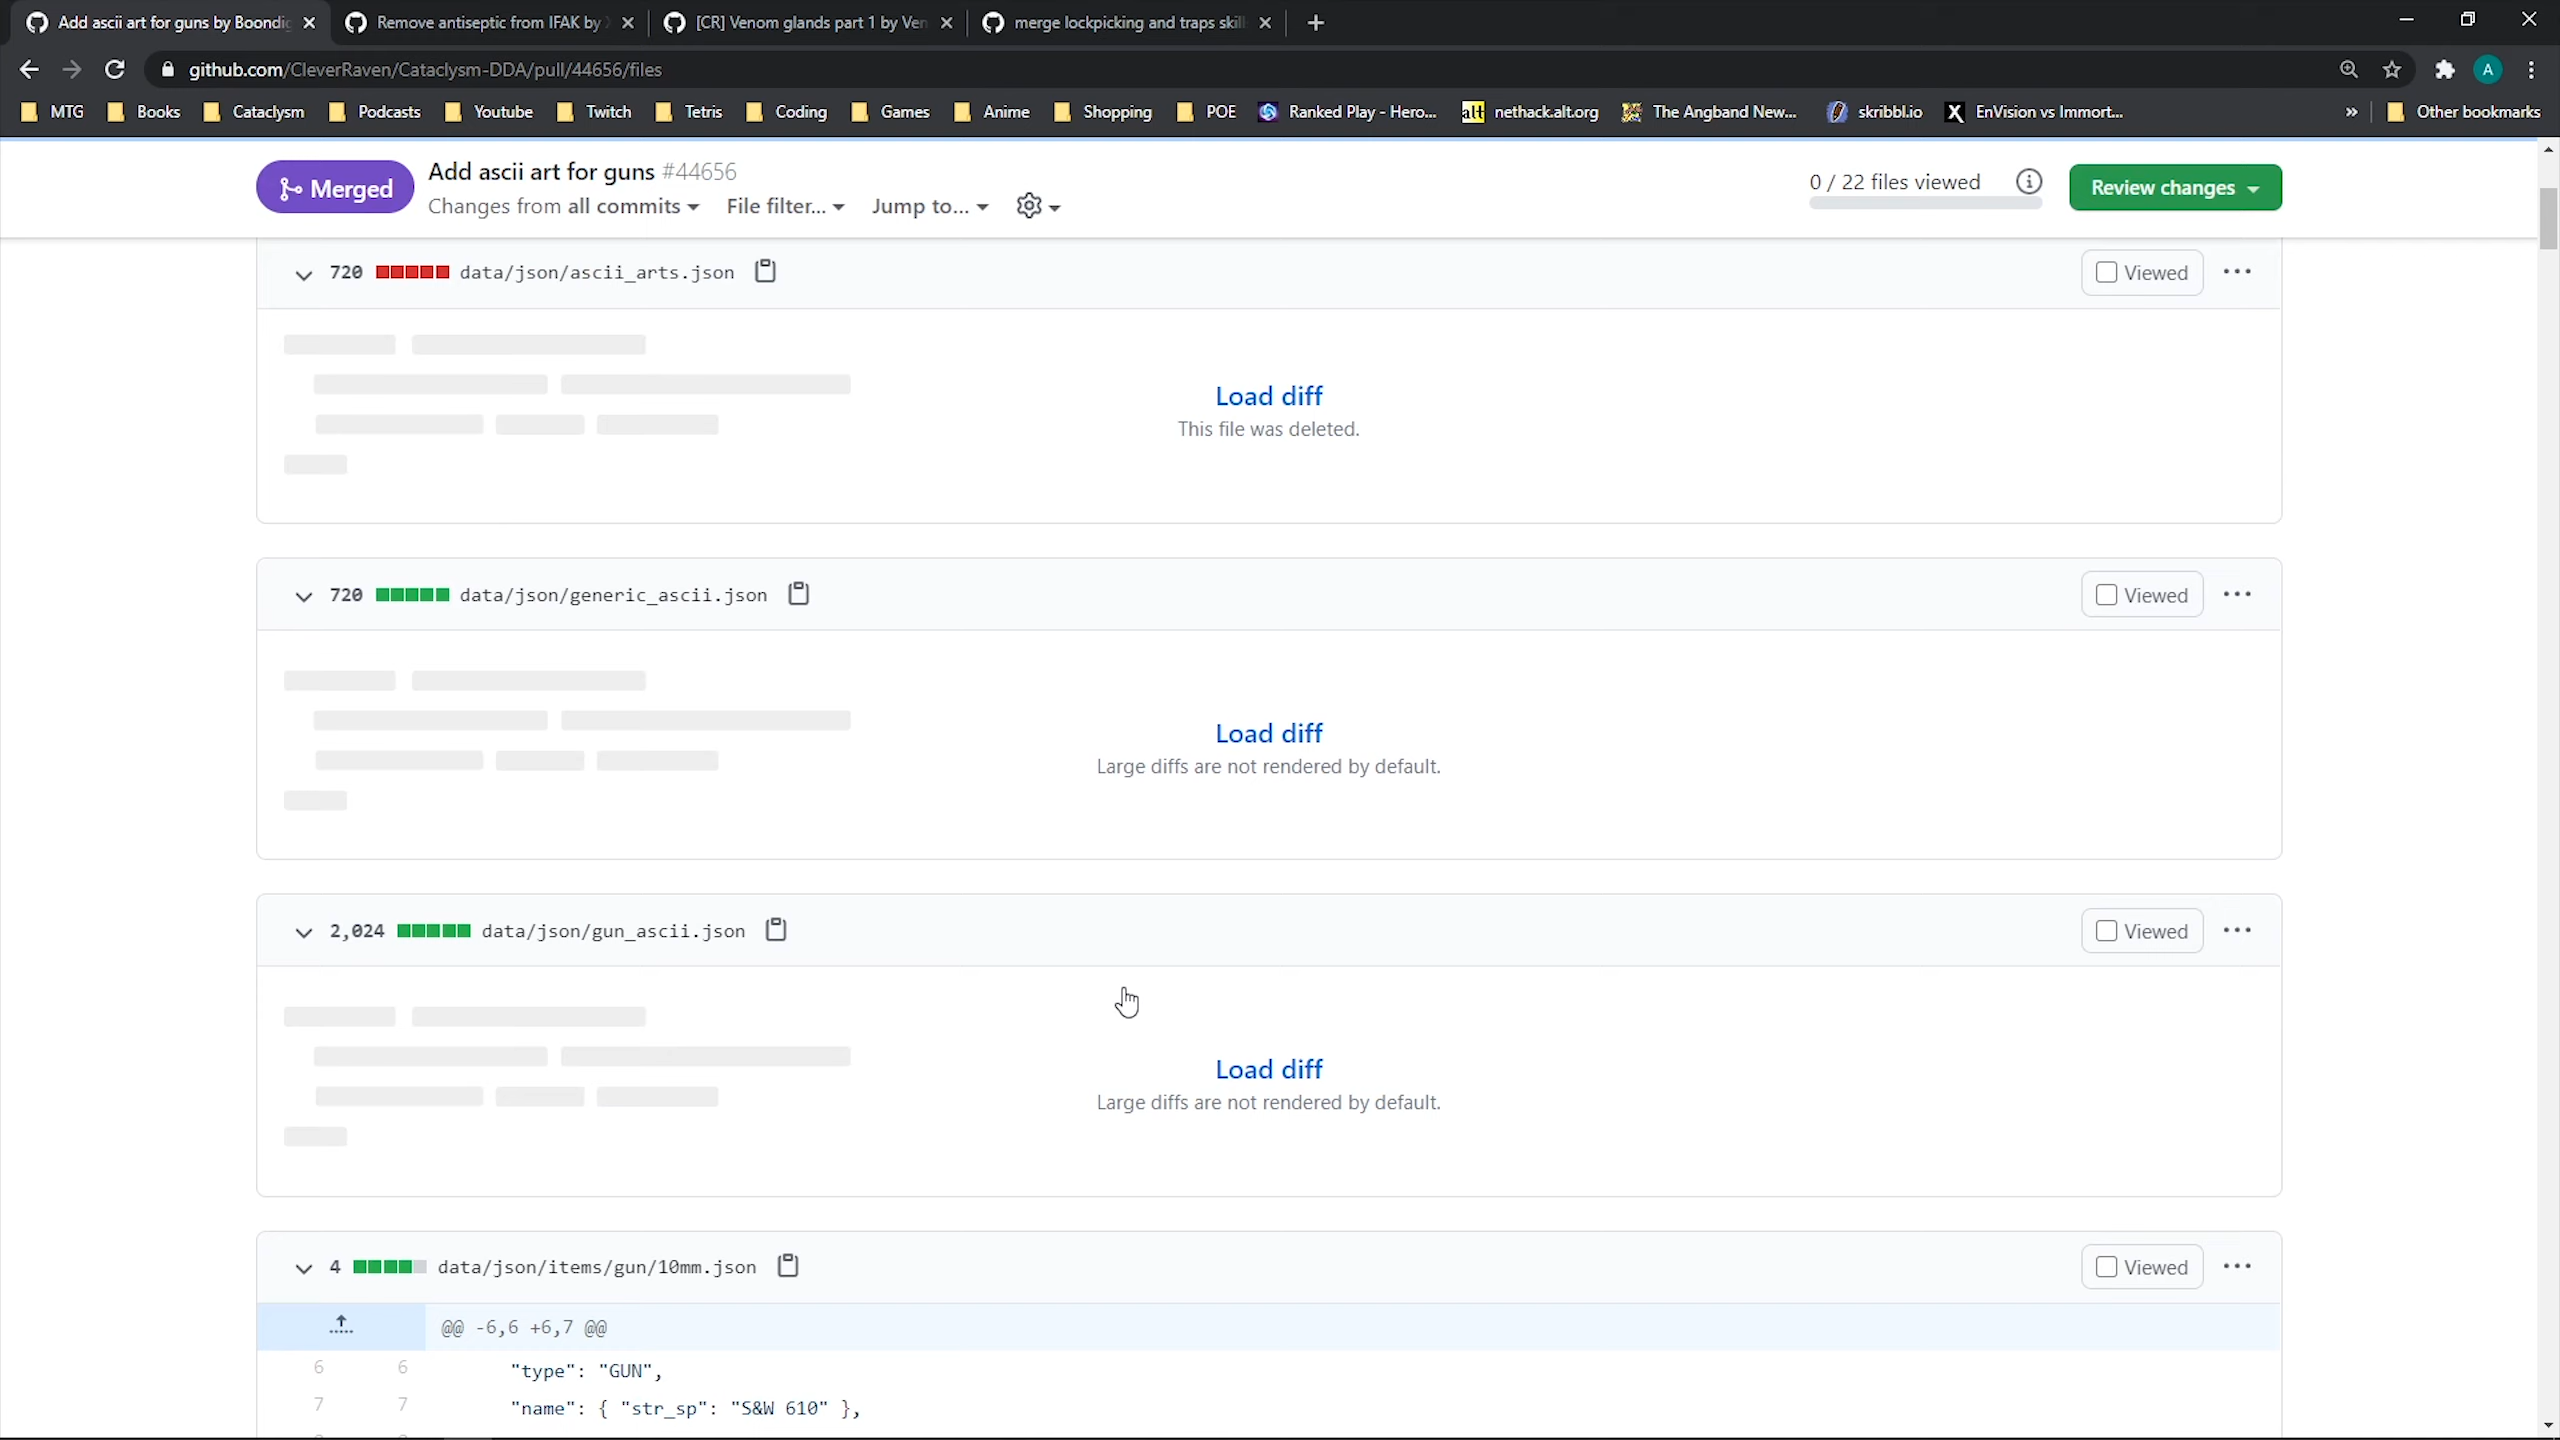 Add ascii art for guns by Boondig
Remove antiseptic from IFAK by X
[CR] Venom glands part 1 by Ven
merge lockpicking and traps skill
github.com/CleverRaven/Cataclysm-DDA/pull/44656/files
A
MTG
Books
Cataclysm
Podcasts
Youtube
Twitch
Tetris
Coding
Games
Anime
Shopping
POE
Ranked Play - Hero...
alt nethack.alt.org
The Angband New...
skribbl.io
X EnVision vs Immort...
»
Other bookmarks
Merged
Add ascii art for guns #44656
Changes from all commits
File filter...
Jump to...
0 / 22 files viewed
Review changes
720 data/json/ascii_arts.json
Viewed
Load diff
This file was deleted.
720 data/json/generic_ascii.json
Viewed
Load diff
Large diffs are not rendered by default.
2,024 data/json/gun_ascii.json
Viewed
Load diff
Large diffs are not rendered by default.
4 data/json/items/gun/10mm.json
Viewed
@@ -6,6 +6,7 @@
6 6 "type": "GUN",
7 7 "name": { "str_sp": "S&W 610" },